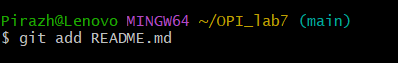 Pirazh@Lenovo MINGW64 ~/OPI_lab7 (main)
$ git add README.md